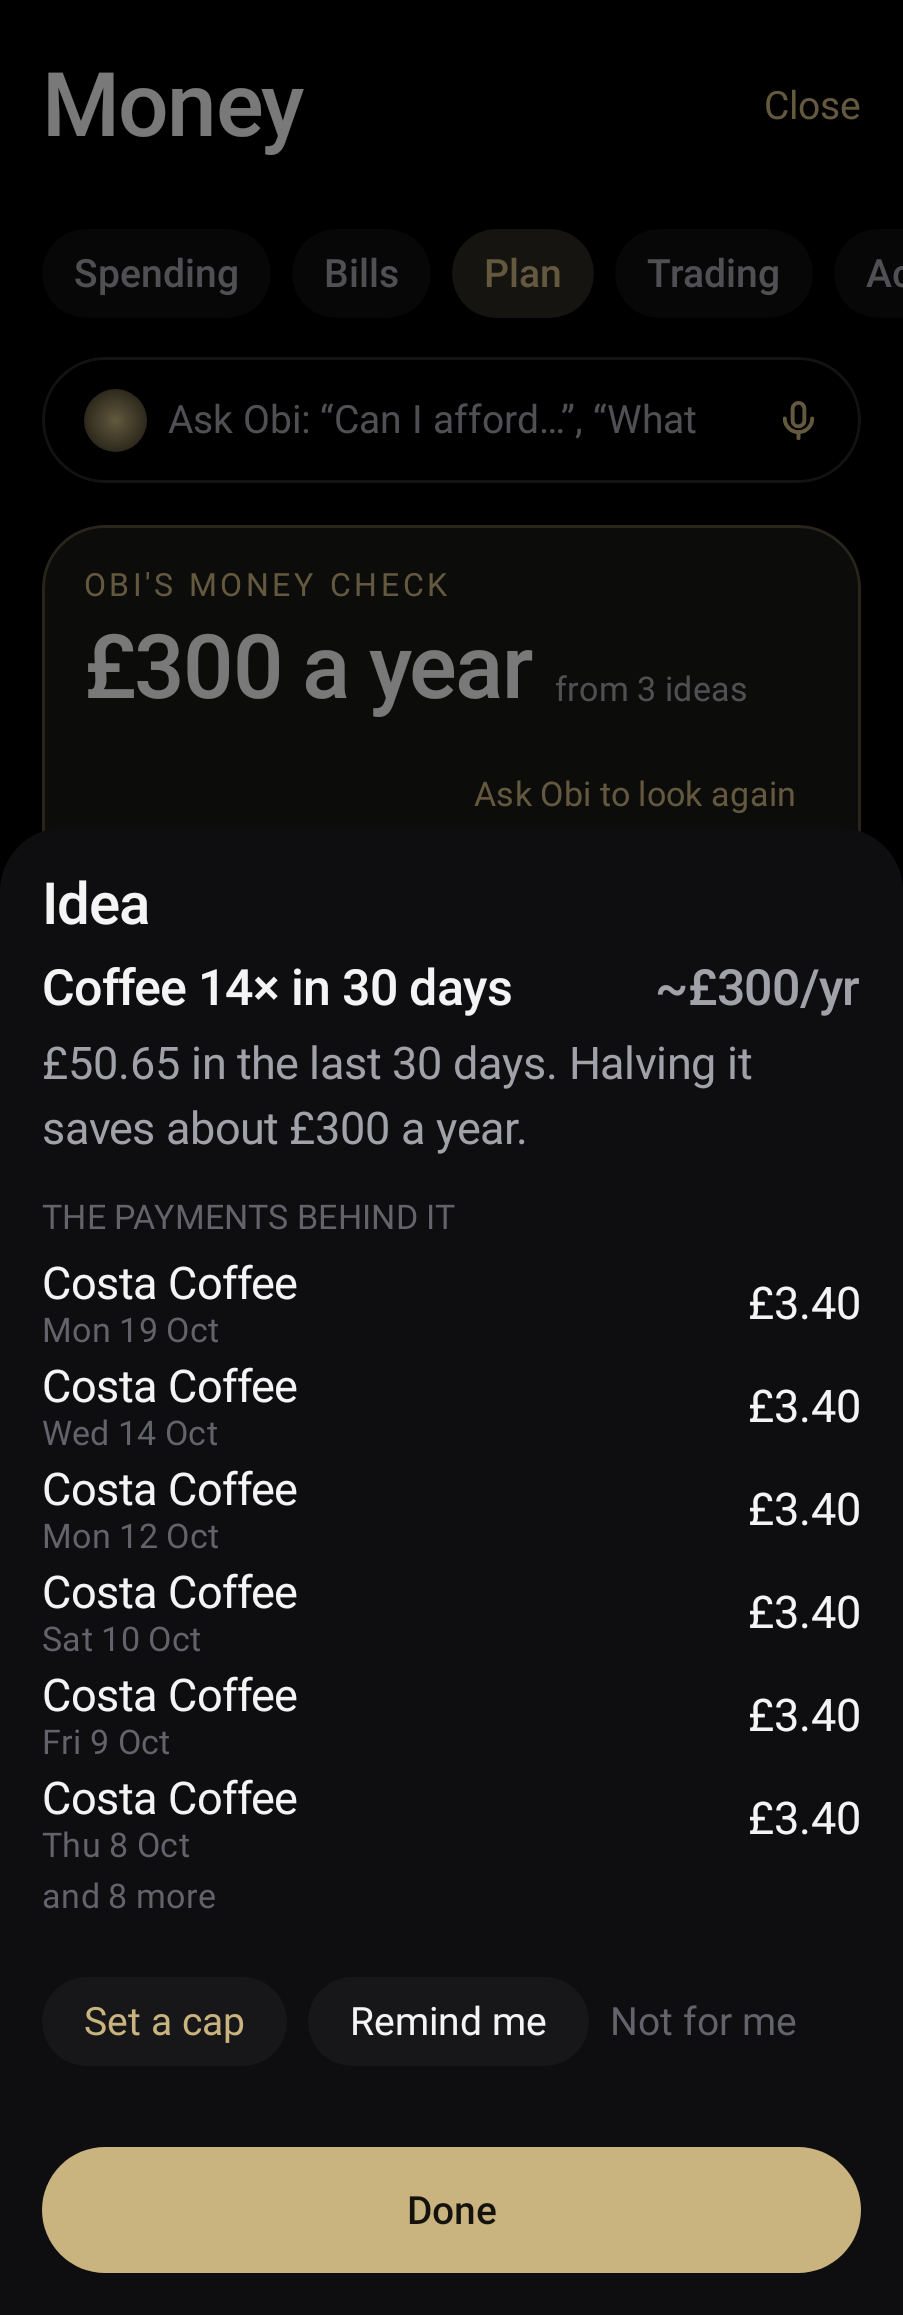 Money
Close
Spending
Bills
Plan
Trading
Ask Obi: “Can I afford…”, “What
OBI'S MONEY CHECK
£300 a year from 3 ideas
Ask Obi to look again
Idea
Coffee 14× in 30 days ~£300/yr
£50.65 in the last 30 days. Halving it
saves about £300 a year.
THE PAYMENTS BEHIND IT
Costa Coffee
Mon 19 Oct
£3.40
Costa Coffee
Wed 14 Oct
£3.40
Costa Coffee
Mon 12 Oct
£3.40
Costa Coffee
Sat 10 Oct
£3.40
Costa Coffee
Fri 9 Oct
£3.40
Costa Coffee
Thu 8 Oct
£3.40
and 8 more
Set a cap
Remind me
Not for me
Done